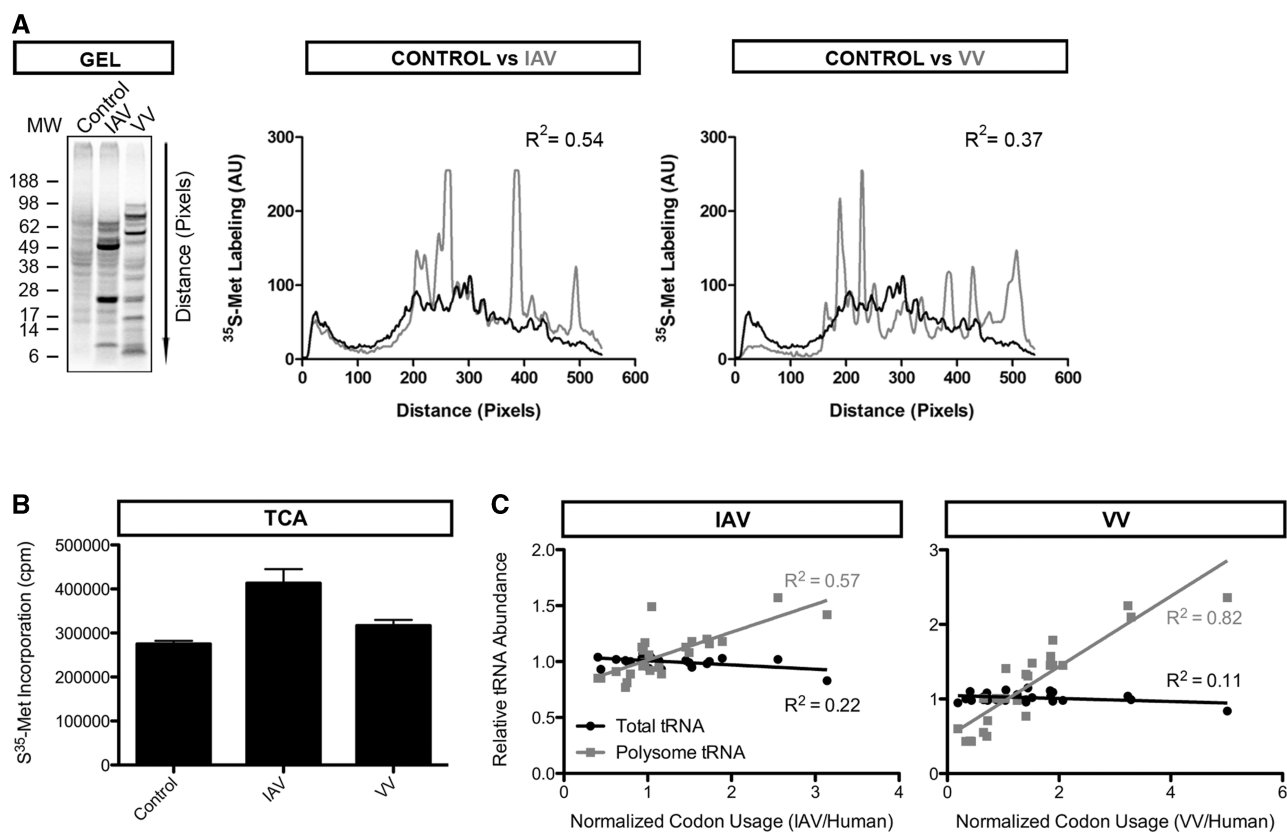 A
GEL
CONTROL vs IAV
CONTROL vs VV
MW
Control
IAV
VV
188
98
62
49
38
28
17
14
6
Distance (Pixels)
R²= 0.54
³⁵S-Met Labeling (AU)
300
200
100
0
0 100 200 300 400 500 600
Distance (Pixels)
R²= 0.37
³⁵S-Met Labeling (AU)
300
200
100
0
0 100 200 300 400 500 600
Distance (Pixels)
B
TCA
S³⁵-Met Incorporation (cpm)
500000
400000
300000
200000
100000
0
Control
IAV
VV
C
IAV
Relative tRNA Abundance
2.0
1.5
1.0
0.5
0.0
R² = 0.57
R² = 0.22
Total tRNA
Polysome tRNA
0 1 2 3 4
Normalized Codon Usage (IAV/Human)
VV
3
2
1
0
R² = 0.82
R² = 0.11
0 2 4 6
Normalized Codon Usage (VV/Human)